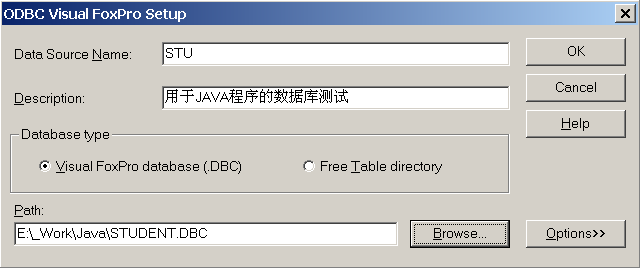 ODBC Visual FoxPro Setup
Data Source Name: STU
OK
Cancel
Description: 用于JAVA程序的数据库测试
Help
Database type
Visual FoxPro database (.DBC) Free Table directory
Path:
E:\_Work\Java\STUDENT.DBC Browse... Options>>